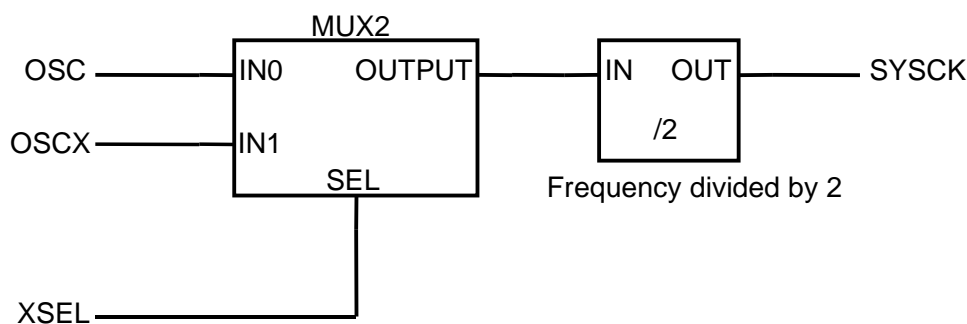 MUX2
OSC IN0 OUTPUT IN OUT SYSCK
/2
OSCX IN1
SEL
Frequency divided by 2
XSEL